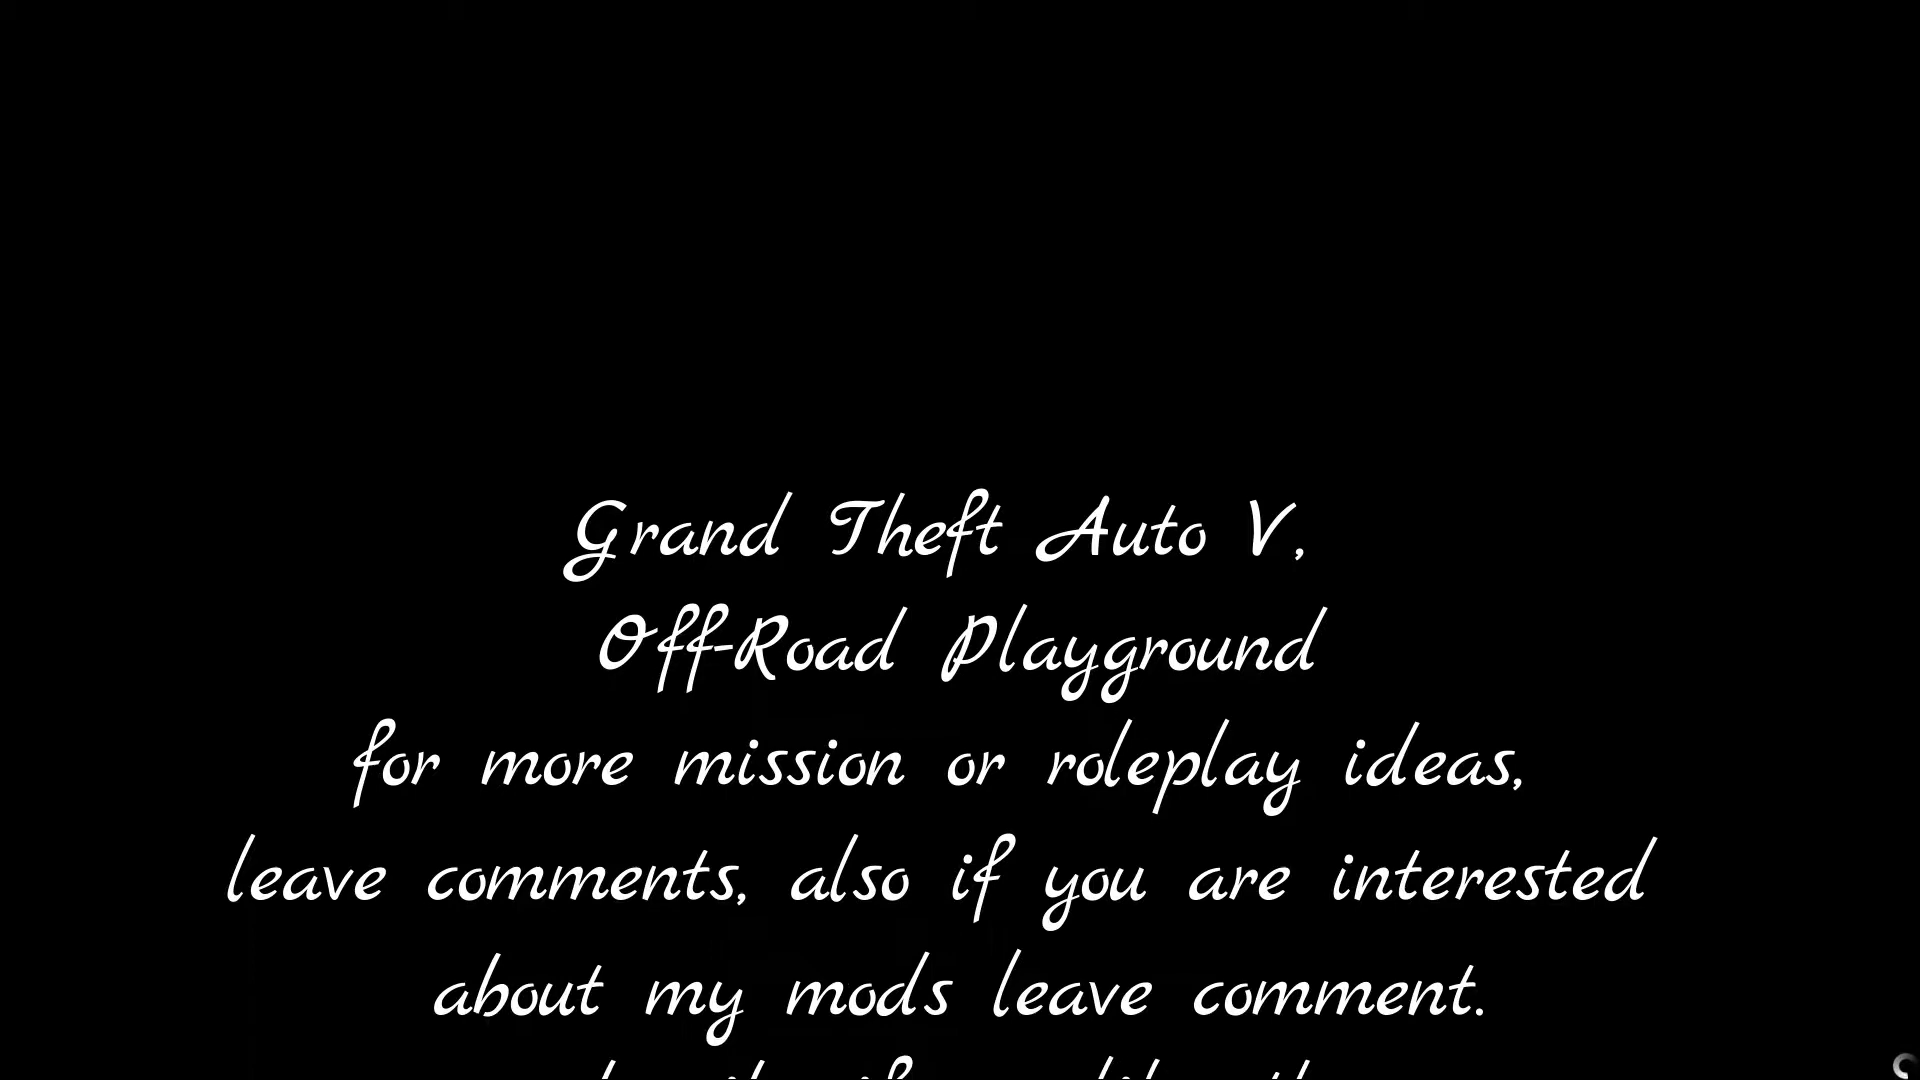 Grand Theft Auto V,
Off-Road Playground
for more mission or roleplay ideas,
leave comments, also if you are interested
about my mods leave comment.